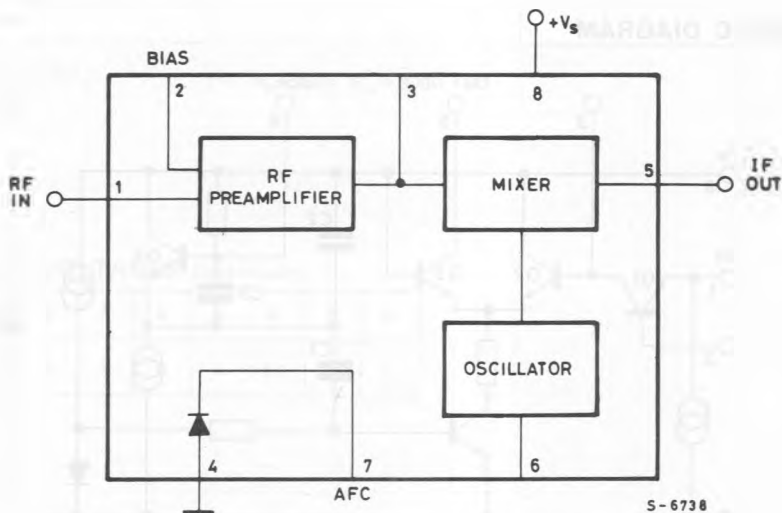 +Vs
BIAS
2
3
8
RF
IN
1
RF
PREAMPLIFIER
MIXER
5
IF
OUT
OSCILLATOR
4
7
6
AFC
S-6738